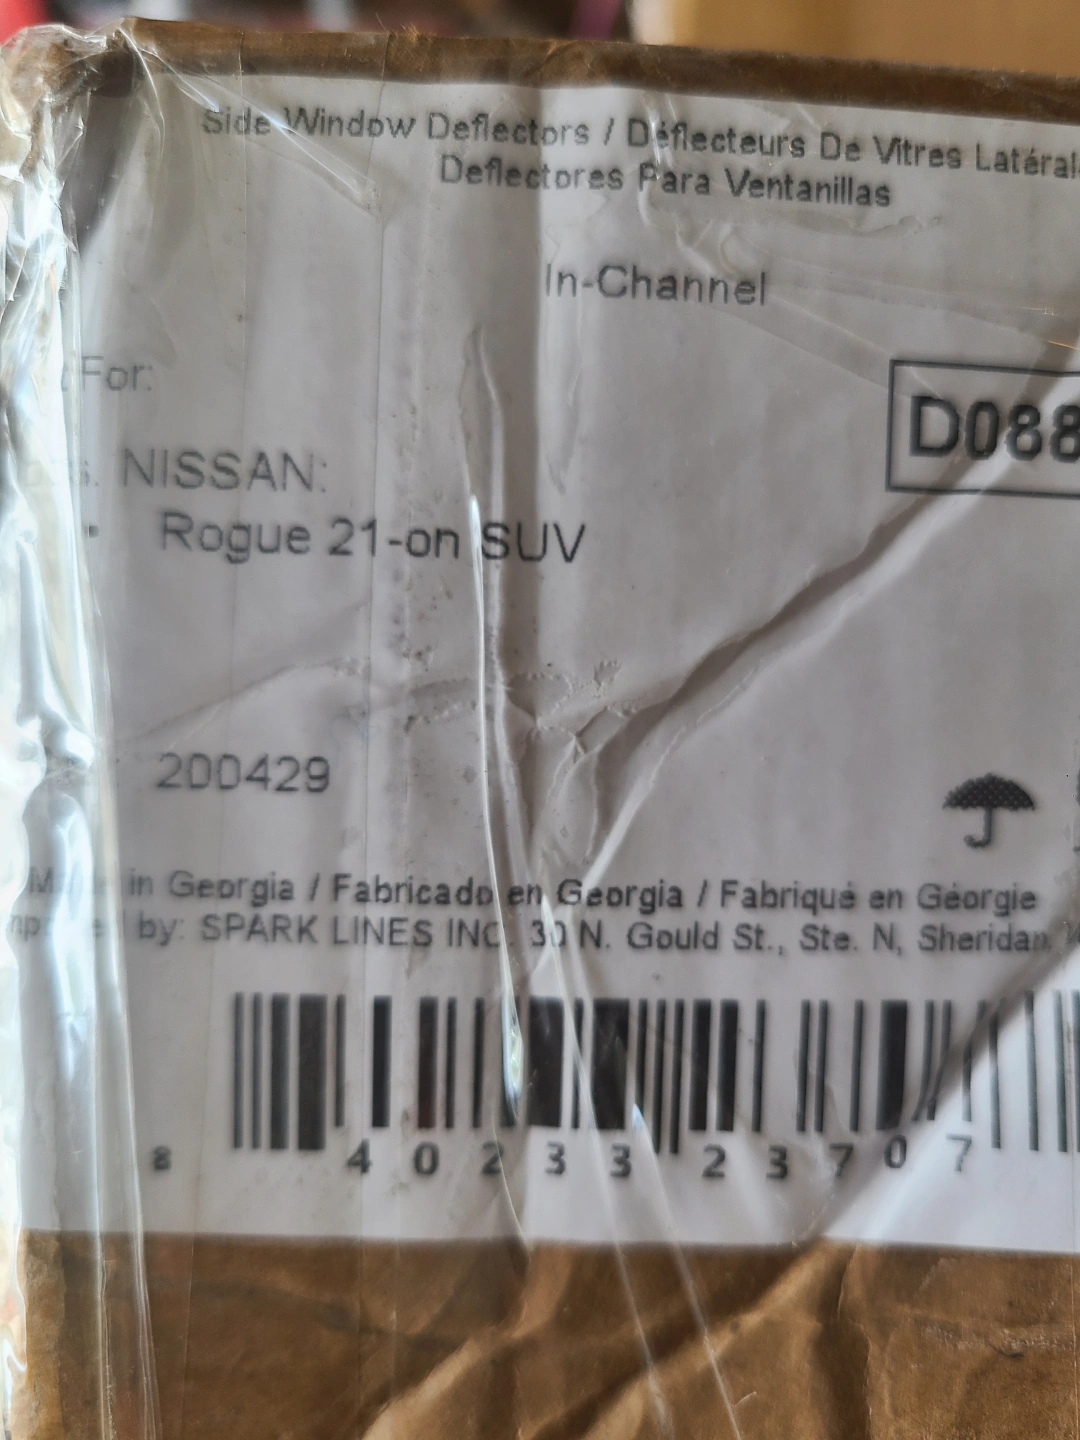 Side Window Deflectors / Déflecteurs De Vitres Latéral
Deflectores Para Ventanillas
In-Channel
For:
D088
NISSAN:
• Rogue 21-on SUV
200429
Made in Georgia / Fabricado en Georgia / Fabriqué en Géorgie
by: SPARK LINES INC. 30 N. Gould St., Ste. N, Sheridan,
8 40233 23707